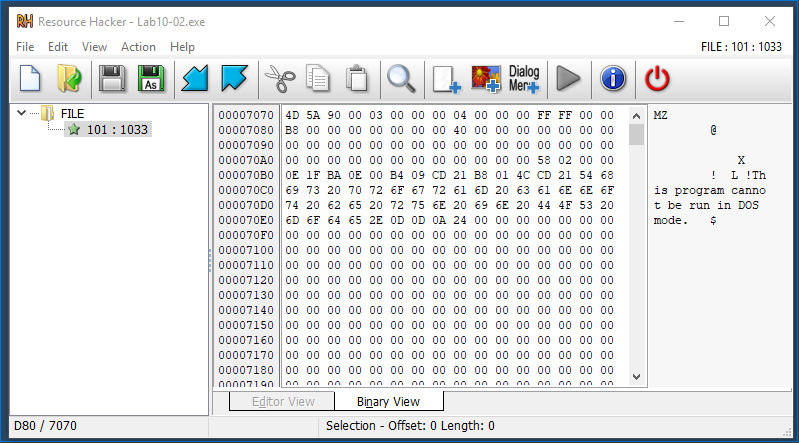 RH Resource Hacker - Lab10-02.exe
File Edit View Action Help FILE : 101 : 1033
As Dialog Menu
FILE
101 : 1033
00007070 4D 5A 90 00 03 00 00 00 04 00 00 00 FF FF 00 00 MZ
00007080 B8 00 00 00 00 00 00 00 40 00 00 00 00 00 00 00 @
00007090 00 00 00 00 00 00 00 00 00 00 00 00 00 00 00 00
000070A0 00 00 00 00 00 00 00 00 00 00 00 00 58 02 00 00 X
000070B0 0E 1F BA 0E 00 B4 09 CD 21 B8 01 4C CD 21 54 68 ! L !Th
000070C0 69 73 20 70 72 6F 67 72 61 6D 20 63 61 6E 6E 6F is program canno
000070D0 74 20 62 65 20 72 75 6E 20 69 6E 20 44 4F 53 20 t be run in DOS
000070E0 6D 6F 64 65 2E 0D 0D 0A 24 00 00 00 00 00 00 00 mode. $
000070F0 00 00 00 00 00 00 00 00 00 00 00 00 00 00 00 00
00007100 00 00 00 00 00 00 00 00 00 00 00 00 00 00 00 00
00007110 00 00 00 00 00 00 00 00 00 00 00 00 00 00 00 00
00007120 00 00 00 00 00 00 00 00 00 00 00 00 00 00 00 00
00007130 00 00 00 00 00 00 00 00 00 00 00 00 00 00 00 00
00007140 00 00 00 00 00 00 00 00 00 00 00 00 00 00 00 00
00007150 00 00 00 00 00 00 00 00 00 00 00 00 00 00 00 00
00007160 00 00 00 00 00 00 00 00 00 00 00 00 00 00 00 00
00007170 00 00 00 00 00 00 00 00 00 00 00 00 00 00 00 00
00007180 00 00 00 00 00 00 00 00 00 00 00 00 00 00 00 00
00007190 00 00 00 00 00 00 00 00 00 00 00 00 00 00 00 00
Editor View Binary View
D80 / 7070 Selection - Offset: 0 Length: 0